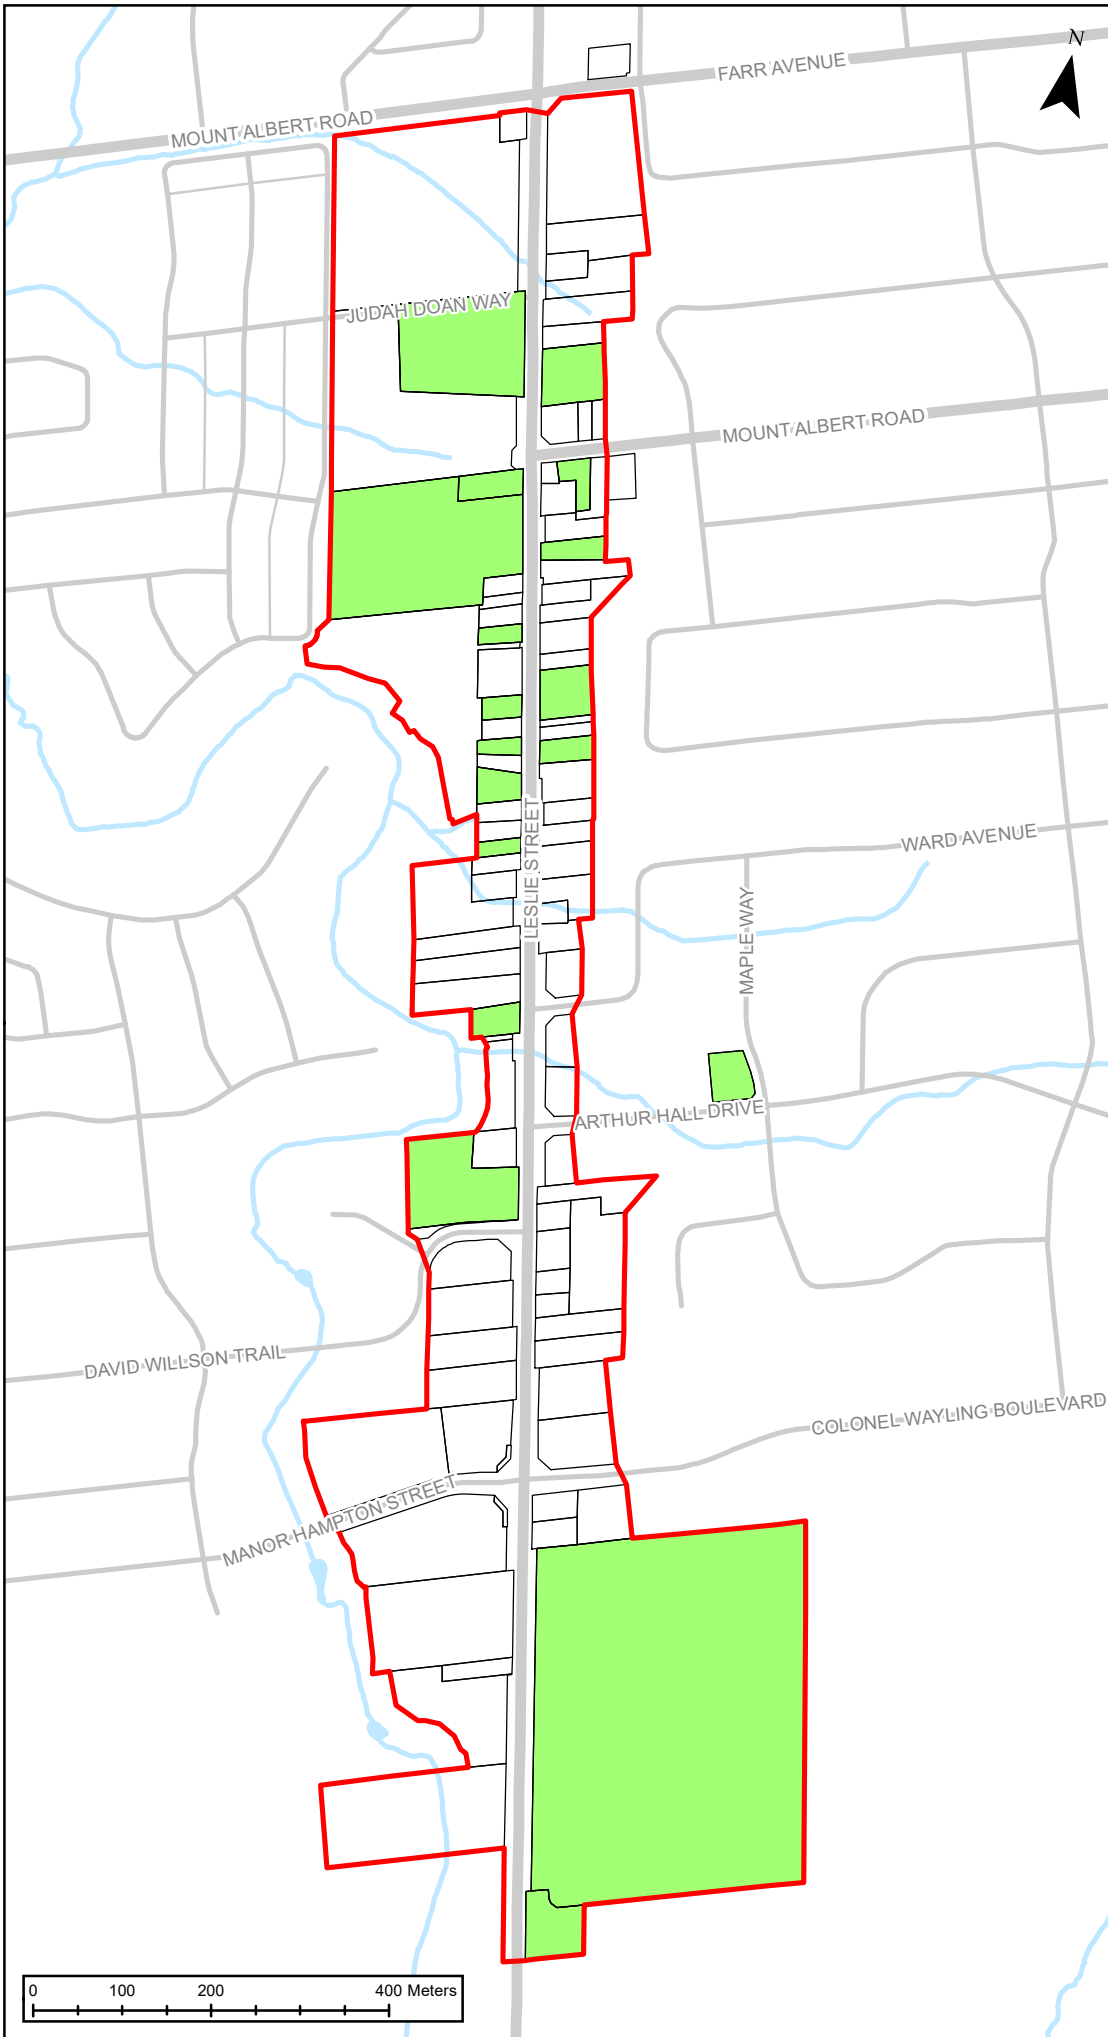 N
FARR AVENUE
MOUNT ALBERT ROAD
JUDAH DOAN WAY
MOUNT ALBERT ROAD
LESLIE STREET
WARD AVENUE
MAPLE WAY
ARTHUR HALL DRIVE
DAVID WILLSON TRAIL
COLONEL WAYLING BOULEVARD
MANOR HAMPTON STREET
0 100 200 400 Meters